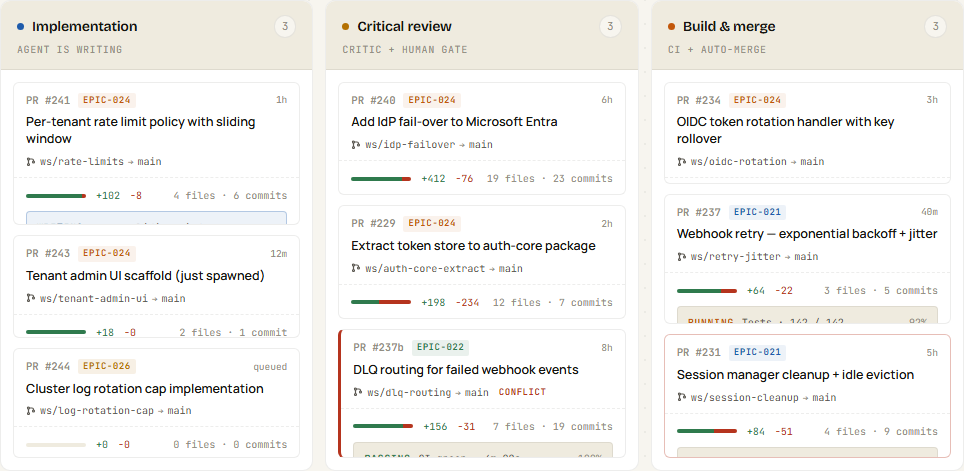 Implementation 3
AGENT IS WRITING
PR #241 EPIC-024 1h
Per-tenant rate limit policy with sliding
window
ws/rate-limits → main
+102 -8 4 files · 6 commits
PR #243 EPIC-024 12m
Tenant admin UI scaffold (just spawned)
ws/tenant-admin-ui → main
+18 -0 2 files · 1 commit
PR #244 EPIC-026 queued
Cluster log rotation cap implementation
ws/log-rotation-cap → main
+0 -0 0 files · 0 commits
Critical review 3
CRITIC + HUMAN GATE
PR #240 EPIC-024 6h
Add IdP fail-over to Microsoft Entra
ws/idp-failover → main
+412 -76 19 files · 23 commits
PR #229 EPIC-024 2h
Extract token store to auth-core package
ws/auth-core-extract → main
+198 -234 12 files · 7 commits
PR #237b EPIC-022 8h
DLQ routing for failed webhook events
ws/dlq-routing → main CONFLICT
+156 -31 7 files · 19 commits
Build & merge 3
CI + AUTO-MERGE
PR #234 EPIC-024 3h
OIDC token rotation handler with key
rollover
ws/oidc-rotation → main
PR #237 EPIC-021 40m
Webhook retry — exponential backoff + jitter
ws/retry-jitter → main
+64 -22 3 files · 5 commits
RUNNING Tests · 142 / 142 92%
PR #231 EPIC-021 5h
Session manager cleanup + idle eviction
ws/session-cleanup → main
+84 -51 4 files · 9 commits